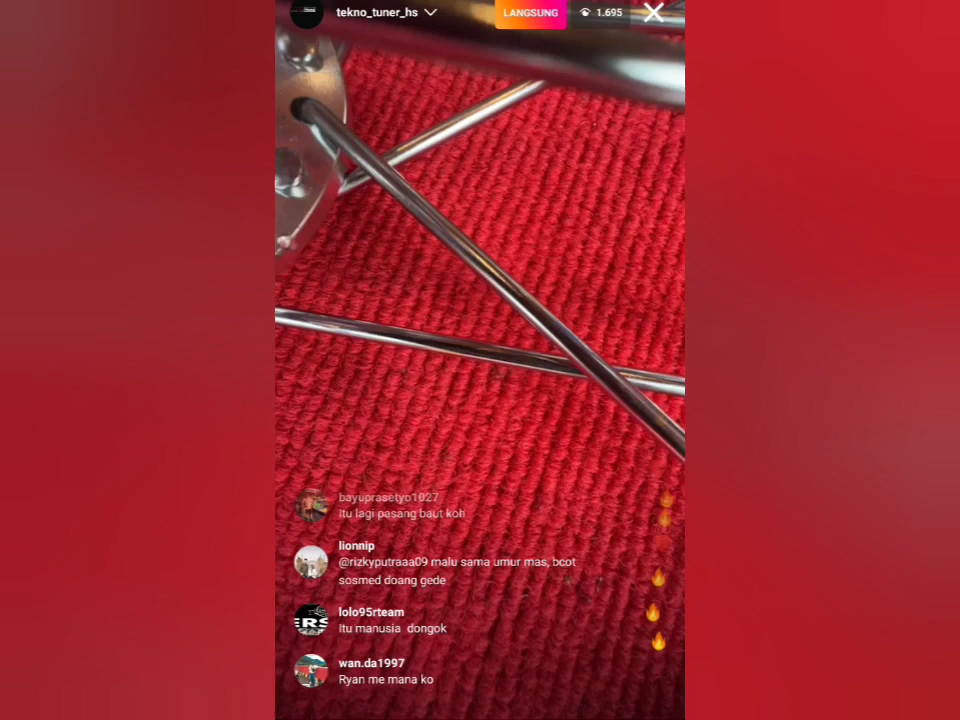 tekno_tuner_hs
LANGSUNG
1.695
bayuprasetyo1027
Itu lagi pasang baut koh
lionnip
@rizkyputraaa09 malu sama umur mas, bcot
sosmed doang gede
lolo95rteam
ERS
Itu manusia dongok
wan.da1997
Ryan me mana ko